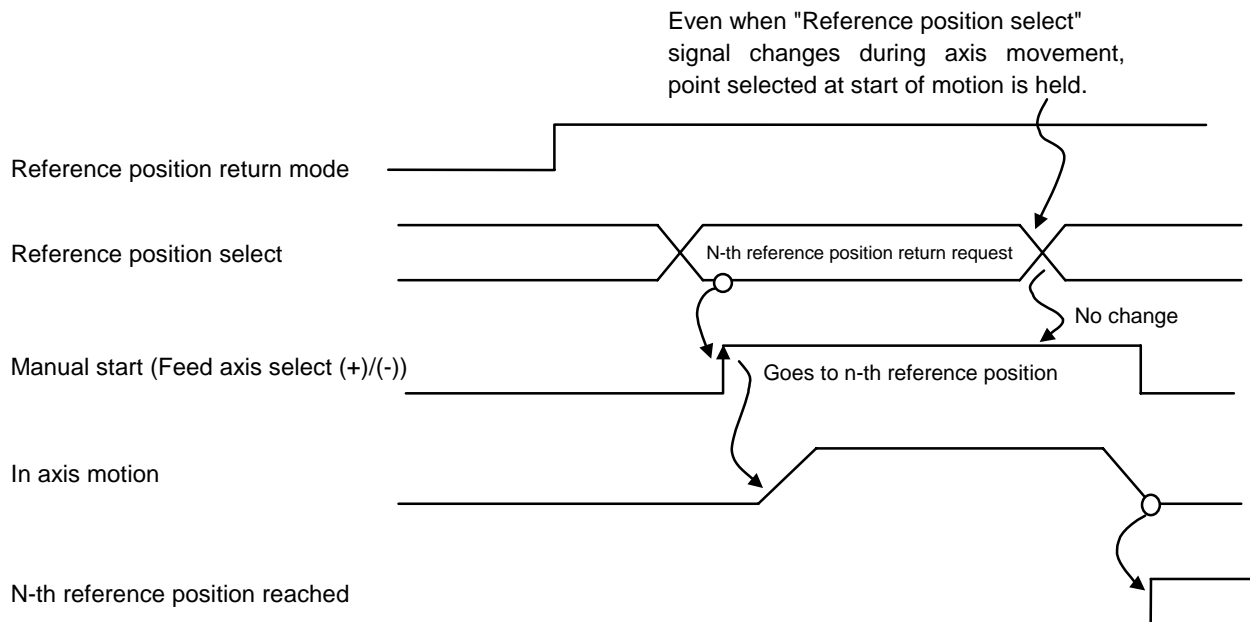 Even when "Reference position select"
signal changes during axis movement,
point selected at start of motion is held.
Reference position return mode
Reference position select
N-th reference position return request
No change
Manual start (Feed axis select (+)/(-))
Goes to n-th reference position
In axis motion
N-th reference position reached